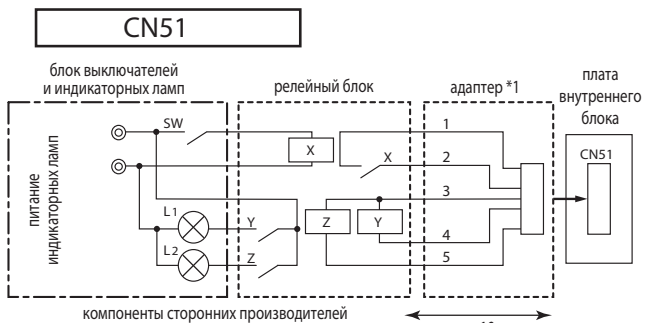 CN51
блок выключателей
и индикаторных ламп
релейный блок
адаптер *1
плата
внутреннего
блока
питание
индикаторных ламп
SW
X
X
1
2
3
4
5
CN51
L1
Y
Z
Y
L2
Z
компоненты сторонних производителей